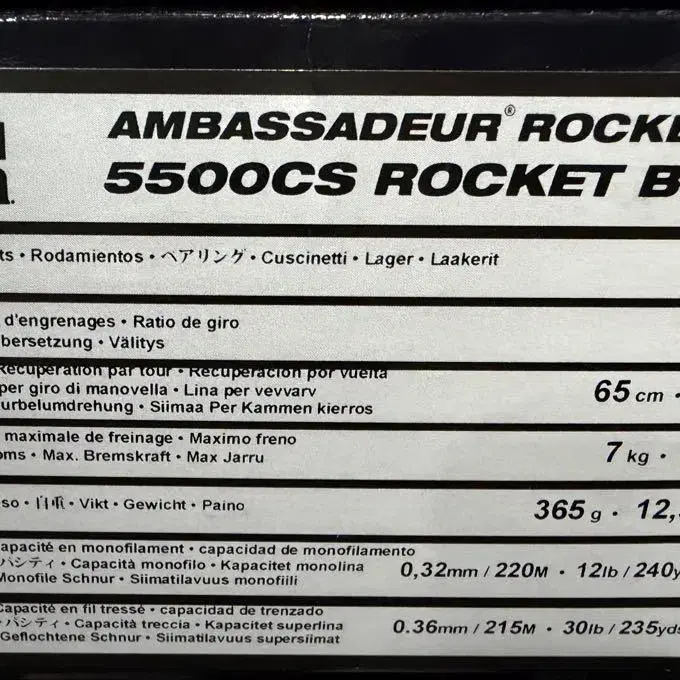 AMBASSADEUR® ROCKE
5500CS ROCKET B
ts • Rodamientos • ベアリング • Cuscinetti • Lager • Laakerit
d'engrenages • Ratio de giro
bersetzung • Välitys
Récupération par tour • Recuperacion por vuelta
per giro di manovella • Lina per vevvarv
urbelumdrehung • Siimaa Per Kammen kierros
65 cm •
maximale de freinage • Maximo freno
oms • Max. Bremskraft • Max Jarru
7 kg •
so • 自重 • Vikt • Gewicht • Paino
365 g • 12,
apacité en monofilament • capacidad de monofilamento
パシティ • Capacità monofilo • Kapacitet monolina
Monofile Schnur • Siimatilavuus monofiili
0,32mm / 220M • 12lb / 240y
Capacité en fil tressé • capacidad de trenzado
パシティ • Capacità treccia • Kapacitet superlina
Geflochtene Schnur • Siimatilavuus supersiimat
0.36mm / 215M • 30lb / 235yds